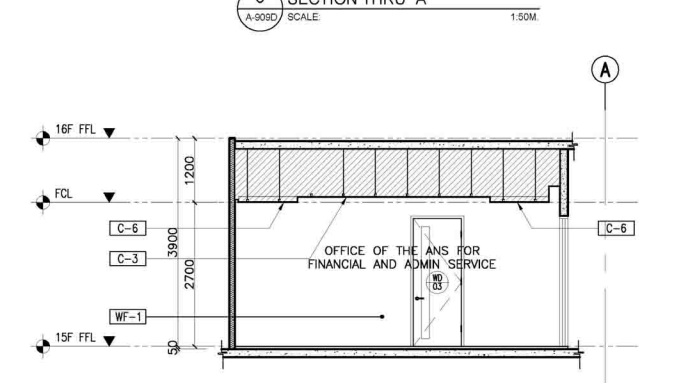 SECTION THRU "A"
A-909D SCALE: 1:50M.
A
16F FFL
1200
FCL
C-6
C-6
3900
OFFICE OF THE ANS FOR
C-3
FINANCIAL AND ADMIN SERVICE
2700
WD
03
WF-1
15F FFL
50